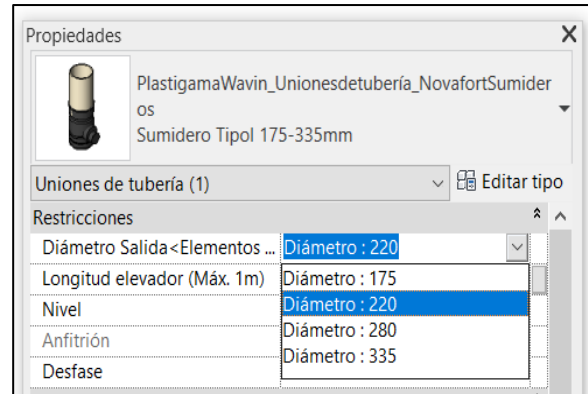 Propiedades X
PlastigamaWavin_Unionesdetubería_NovafortSumider
os
Sumidero Tipol 175-335mm
Uniones de tubería (1) Editar tipo
Restricciones
Diámetro Salida<Elementos ... Diámetro : 220
Longitud elevador (Máx. 1m) Diámetro : 175
Nivel Diámetro : 220
Anfitrión Diámetro : 280
Desfase Diámetro : 335